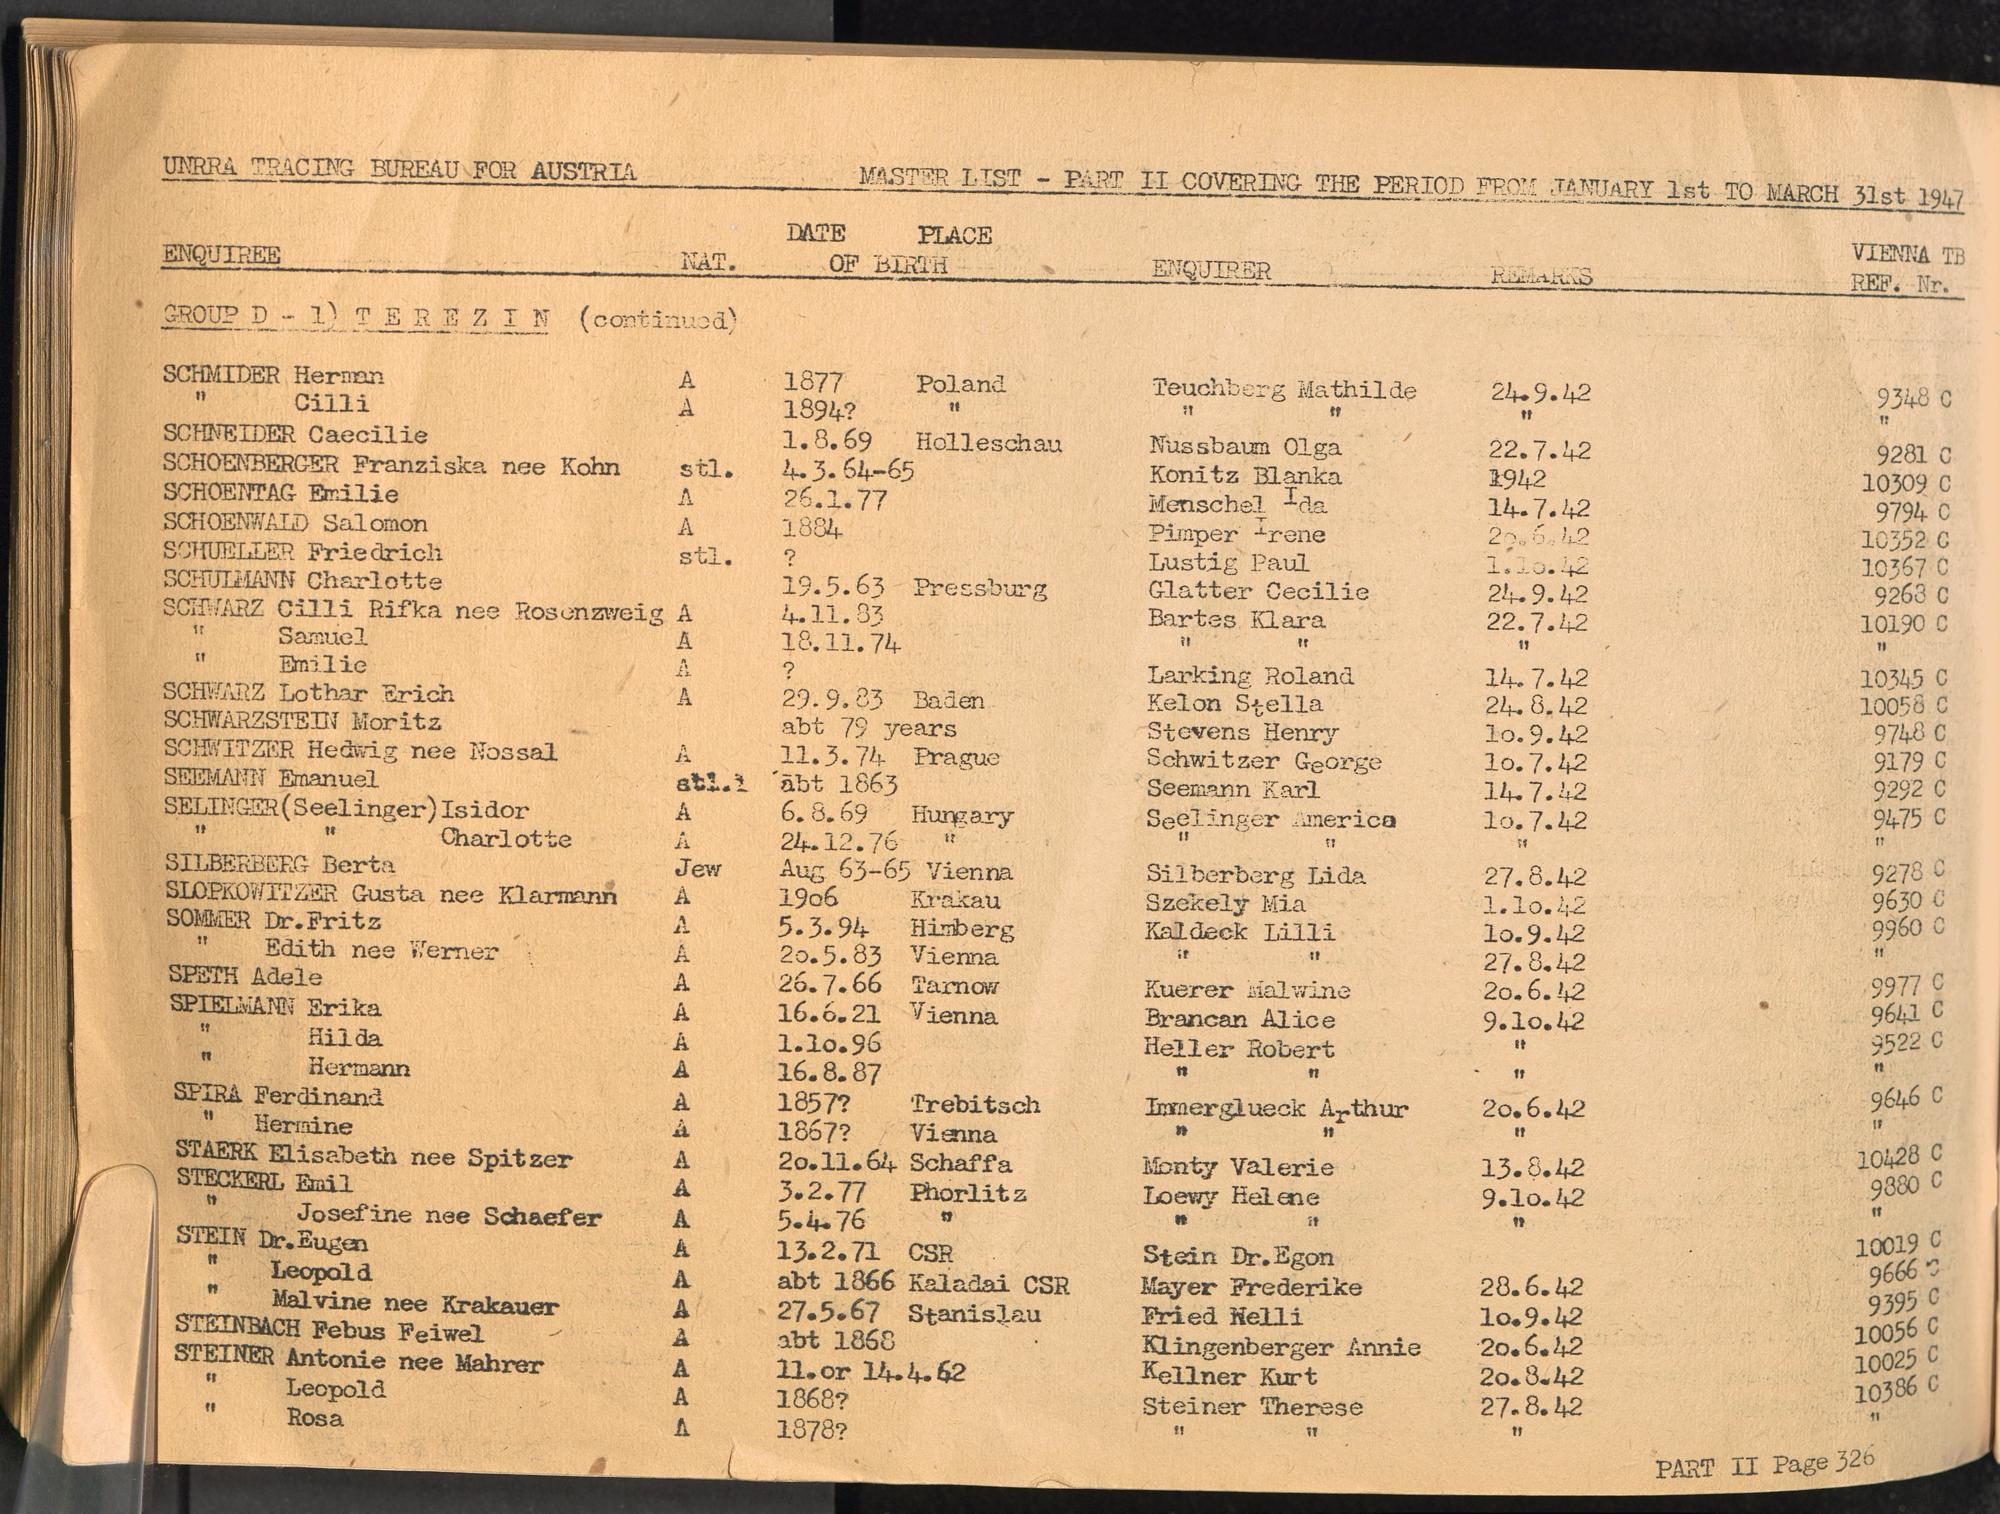 UNRRA TRACING BUREAU FOR AUSTRIA MASTER LIST - PART II COVERING THE PERIOD FROM JANUARY 1st TO MARCH 31st 1947
DATE PLACE
ENQUIREE NAT. OF BIRTH ENQUIRER REMARKS VIENNA TB REF. Nr.
GROUP D - 1) T E R E Z I N (continued)
SCHMIDER Herman A 1877 Poland Teuchberg Mathilde 24.9.42 9348 C
" Cilli A 1894? " " " " "
SCHNEIDER Caecilie 1.8.69 Holleschau Nussbaum Olga 22.7.42 9281 C
SCHOENBERGER Franziska nee Kohn stl. 4.3.64-65 Konitz Blanka 1942 10309 C
SCHOENTAG Emilie A 26.1.77 Menschel Ida 14.7.42 9794 C
SCHOENWALD Salomon A 1884 Pimper Irene 2o.6.42 10352 C
SCHUELLER Friedrich stl. ? Lustig Paul 1.1o.42 10367 C
SCHULMANN Charlotte 19.5.63 Pressburg Glatter Cecilie 24.9.42 9268 C
SCHWARZ Cilli Rifka nee Rosenzweig A 4.11.83 Bartes Klara 22.7.42 10190 C
" Samuel A 18.11.74 " " " "
" Emilie A ? Larking Roland 14.7.42 10345 C
SCHWARZ Lothar Erich A 29.9.83 Baden Kelon Stella 24.8.42 10058 C
SCHWARZSTEIN Moritz abt 79 years Stevens Henry 1o.9.42 9748 C
SCHWITZER Hedwig nee Nossal A 11.3.74 Prague Schwitzer George 1o.7.42 9179 C
SEEMANN Emanuel stl. abt 1863 Seemann Karl 14.7.42 9292 C
SELINGER(Seelinger)Isidor A 6.8.69 Hungary Seelinger America 1o.7.42 9475 C
" " Charlotte A 24.12.76 " " " " "
SILBERBERG Berta Jew Aug 63-65 Vienna Silberberg Lida 27.8.42 9278 C
SLOPKOWITZER Gusta nee Klarmann A 19o6 Krakau Szekely Mia 1.1o.42 9630 C
SOMMER Dr.Fritz A 5.3.94 Himberg Kaldeck Lilli 1o.9.42 9960 C
" Edith nee Werner A 2o.5.83 Vienna " " 27.8.42 "
SPETH Adele A 26.7.66 Tarnow Kuerer Malwine 2o.6.42 9977 C
SPIELMANN Erika A 16.6.21 Vienna Brancan Alice 9.1o.42 9641 C
" Hilda A 1.1o.96 Heller Robert " 9522 C
" Hermann A 16.8.87 " " " "
SPIRA Ferdinand A 1857? Trebitsch Immerglueck Arthur 2o.6.42 9646 C
" Hermine A 1867? Vienna " " " "
STAERK Elisabeth nee Spitzer A 2o.11.64 Schaffa Monty Valerie 13.8.42 10428 C
STECKERL Emil A 3.2.77 Phorlitz Loewy Helene 9.1o.42 9880 C
" Josefine nee Schaefer A 5.4.76 " " " " "
STEIN Dr.Eugen A 13.2.71 CSR Stein Dr.Egon 10019 C
" Leopold A abt 1866 Kaladai CSR Mayer Frederike 28.6.42 9666 C
" Malvine nee Krakauer A 27.5.67 Stanislau Fried Nelli 1o.9.42 9395 C
STEINBACH Febus Feiwel A abt 1868 Klingenberger Annie 2o.6.42 10056 C
STEINER Antonie nee Mahrer A 11.or 14.4.62 Kellner Kurt 2o.8.42 10025 C
" Leopold A 1868? Steiner Therese 27.8.42 10386 C
" Rosa A 1878? " " " "
PART II Page 326